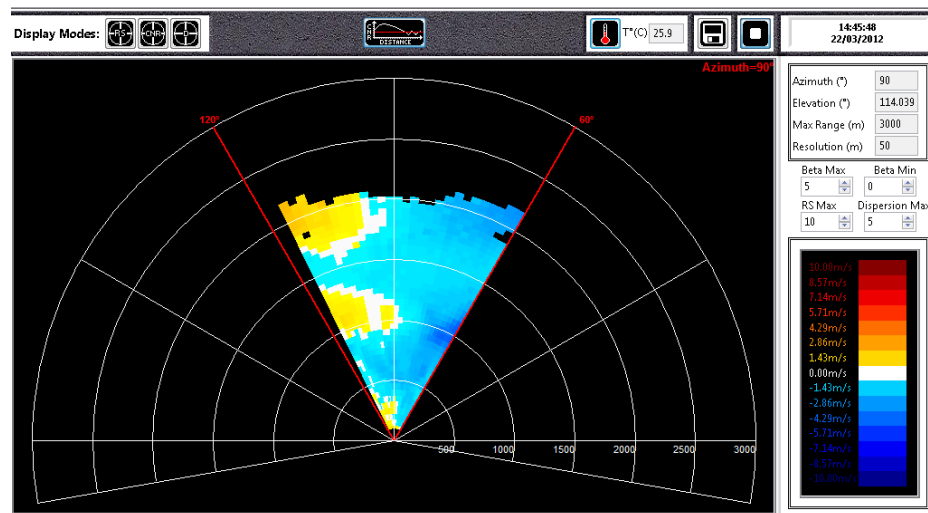 Display Modes:
RS
CNR
D
CNR
DISTANCE
T°(C) 25.9
14:45:48
22/03/2012
Azimuth=90°
120°
60°
500 1000 1500 2000 2500 3000
Azimuth (°) 90
Elevation (°) 114.039
Max Range (m) 3000
Resolution (m) 50
Beta Max Beta Min
5 0
RS Max Dispersion Max
10 5
10.00m/s
8.57m/s
7.14m/s
5.71m/s
4.29m/s
2.86m/s
1.43m/s
0.00m/s
-1.43m/s
-2.86m/s
-4.29m/s
-5.71m/s
-7.14m/s
-8.57m/s
-10.00m/s